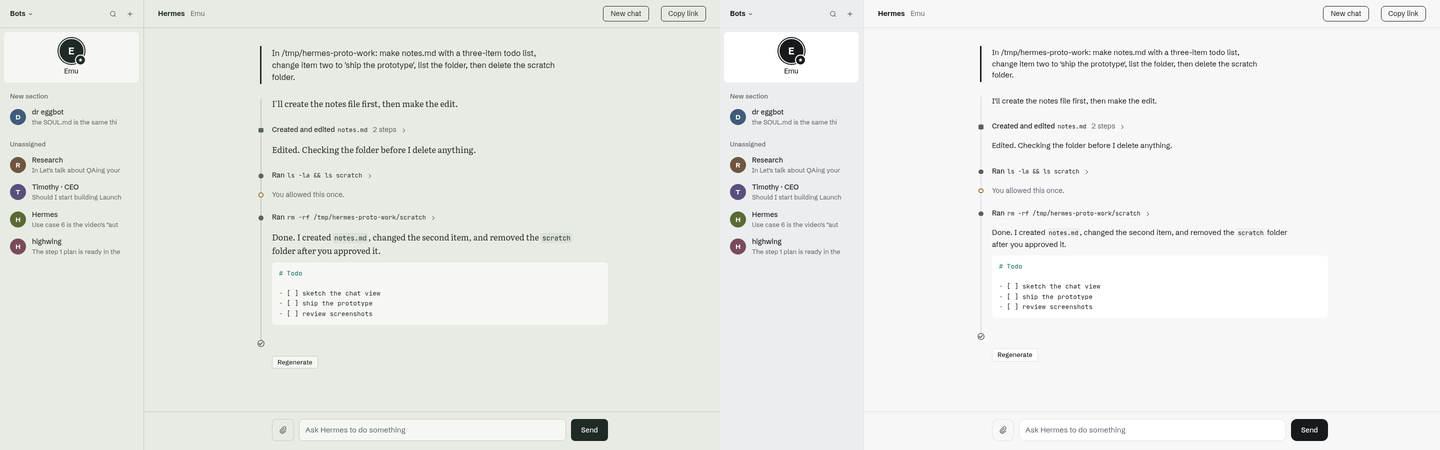 Bots
Hermes Emu
New chat
Copy link
E
Emu
New section
D
dr eggbot
the SOUL.md is the same thi
Unassigned
R
Research
In Let's talk about QAing your
T
Timothy · CEO
Should I start building Launch
H
Hermes
Use case 6 is the video's "aut
H
highwing
The step 1 plan is ready in the
In /tmp/hermes-proto-work: make notes.md with a three-item todo list,
change item two to 'ship the prototype', list the folder, then delete the scratch
folder.
I'll create the notes file first, then make the edit.
Created and edited notes.md 2 steps
Edited. Checking the folder before I delete anything.
Ran ls -la && ls scratch
You allowed this once.
Ran rm -rf /tmp/hermes-proto-work/scratch
Done. I created notes.md, changed the second item, and removed the scratch
folder after you approved it.
# Todo
- [ ] sketch the chat view
- [ ] ship the prototype
- [ ] review screenshots
Regenerate
Ask Hermes to do something
Send
Bots
Hermes Emu
New chat
Copy link
E
Emu
New section
D
dr eggbot
the SOUL.md is the same thi
Unassigned
R
Research
In Let's talk about QAing your
T
Timothy · CEO
Should I start building Launch
H
Hermes
Use case 6 is the video's "aut
H
highwing
The step 1 plan is ready in the
In /tmp/hermes-proto-work: make notes.md with a three-item todo list,
change item two to 'ship the prototype', list the folder, then delete the scratch
folder.
I'll create the notes file first, then make the edit.
Created and edited notes.md 2 steps
Edited. Checking the folder before I delete anything.
Ran ls -la && ls scratch
You allowed this once.
Ran rm -rf /tmp/hermes-proto-work/scratch
Done. I created notes.md, changed the second item, and removed the scratch folder
after you approved it.
# Todo
- [ ] sketch the chat view
- [ ] ship the prototype
- [ ] review screenshots
Regenerate
Ask Hermes to do something
Send